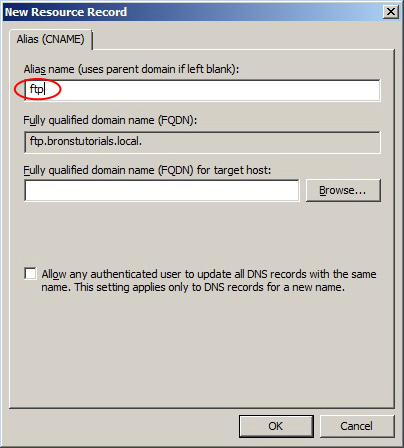 New Resource Record
Alias (CNAME)
Alias name (uses parent domain if left blank):
ftp
Fully qualified domain name (FQDN):
ftp.bronstutorials.local.
Fully qualified domain name (FQDN) for target host:
Browse...
Allow any authenticated user to update all DNS records with the same
name. This setting applies only to DNS records for a new name.
OK
Cancel